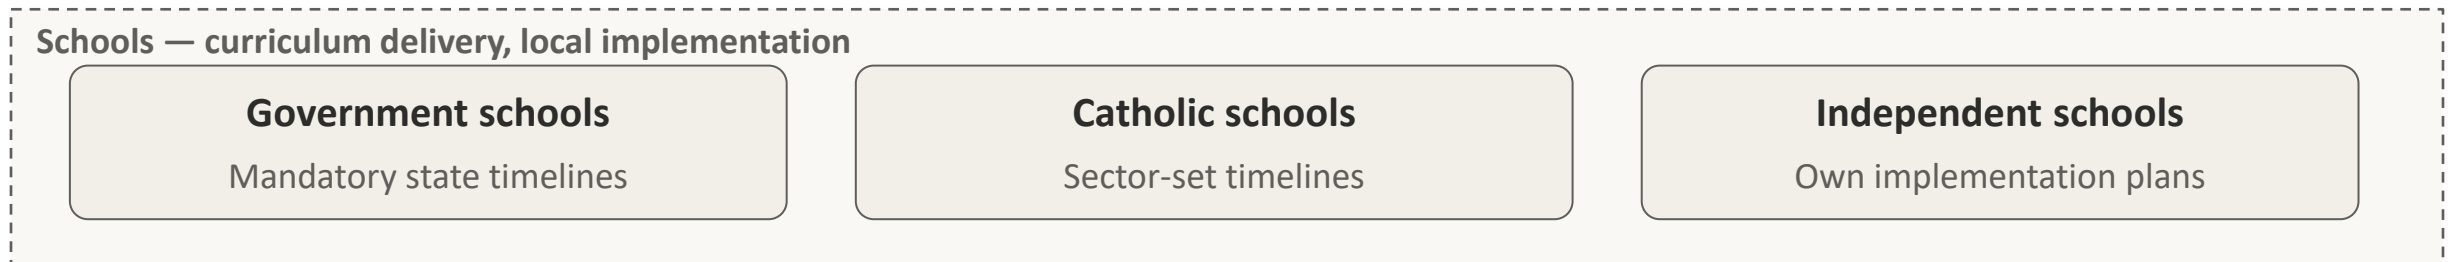 Schools — curriculum delivery, local implementation
Government schools
Mandatory state timelines
Catholic schools
Sector-set timelines
Independent schools
Own implementation plans